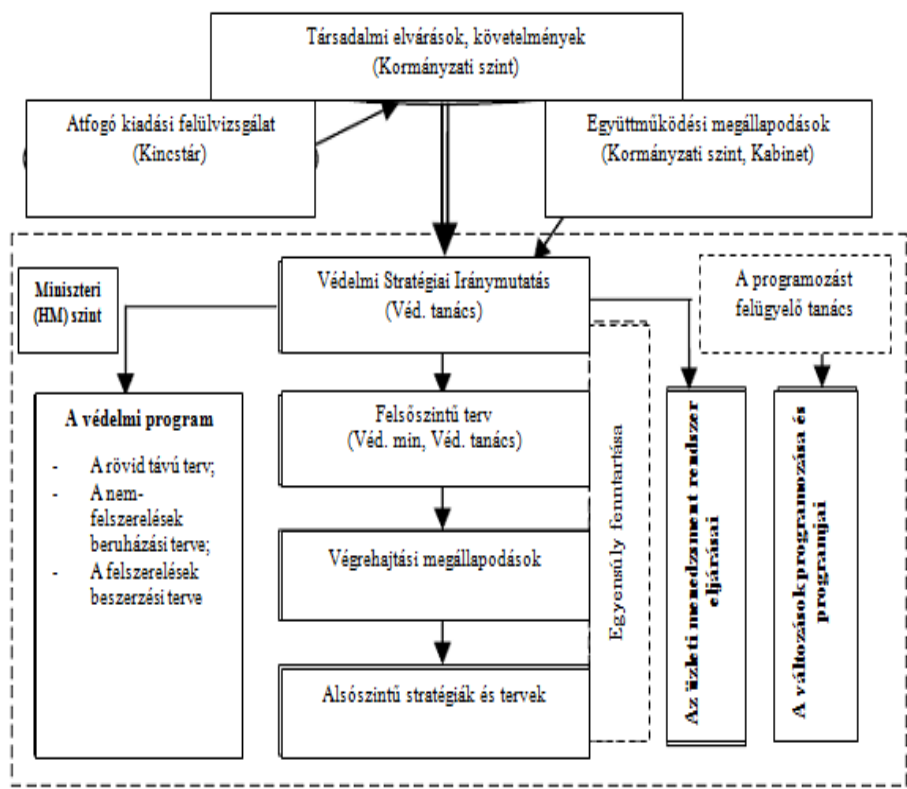 Társadalmi elvárások, követelmények
(Kormányzati szint)
Atfogó kiadási felülvizsgálat
(Kincstár)
Együttműködési megállapodások
(Kormányzati szint, Kabinet)
Miniszteri
(HM) szint
Védelmi Stratégiai Iránymutatás
(Véd. tanács)
A programozást
felügyelő tanács
A védelmi program
- A rövid távú terv;
- A nem-
felszerelések
beruházási terve;
- A felszerelések
beszerzési terve
Felsőszintű terv
(Véd. min, Véd. tanács)
Végrehajtási megállapodások
Alsószintű stratégiák és tervek
Egyensúly fenntartása
Az üzleti menedzsment rendszer
eljárásai
A változások programozása és
programjai